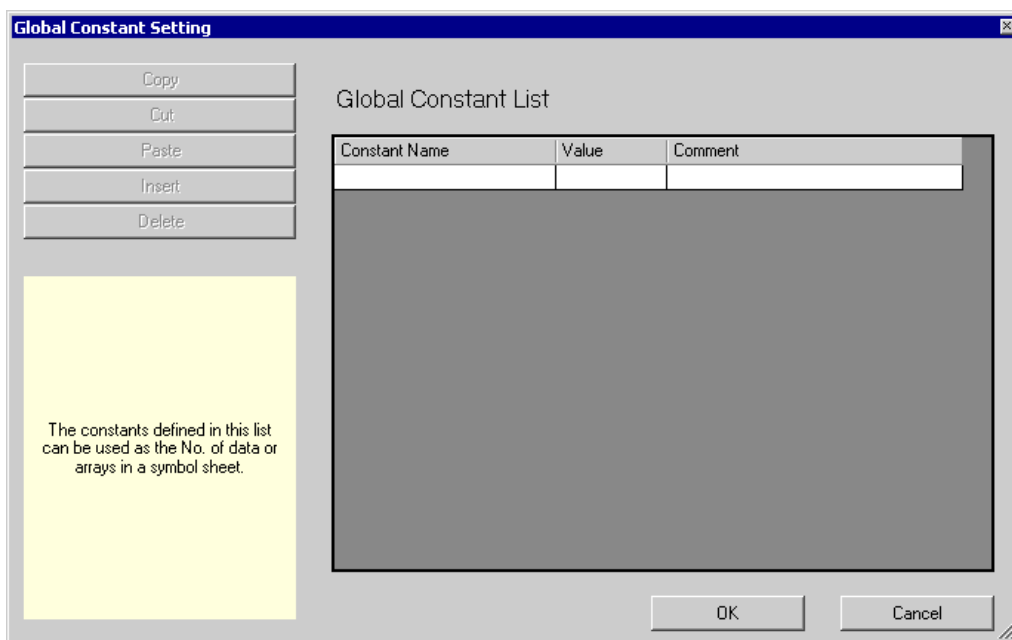 Global Constant Setting
Copy
Cut
Paste
Insert
Delete
The constants defined in this list
can be used as the No. of data or
arrays in a symbol sheet.
Global Constant List
Constant Name Value Comment
OK Cancel